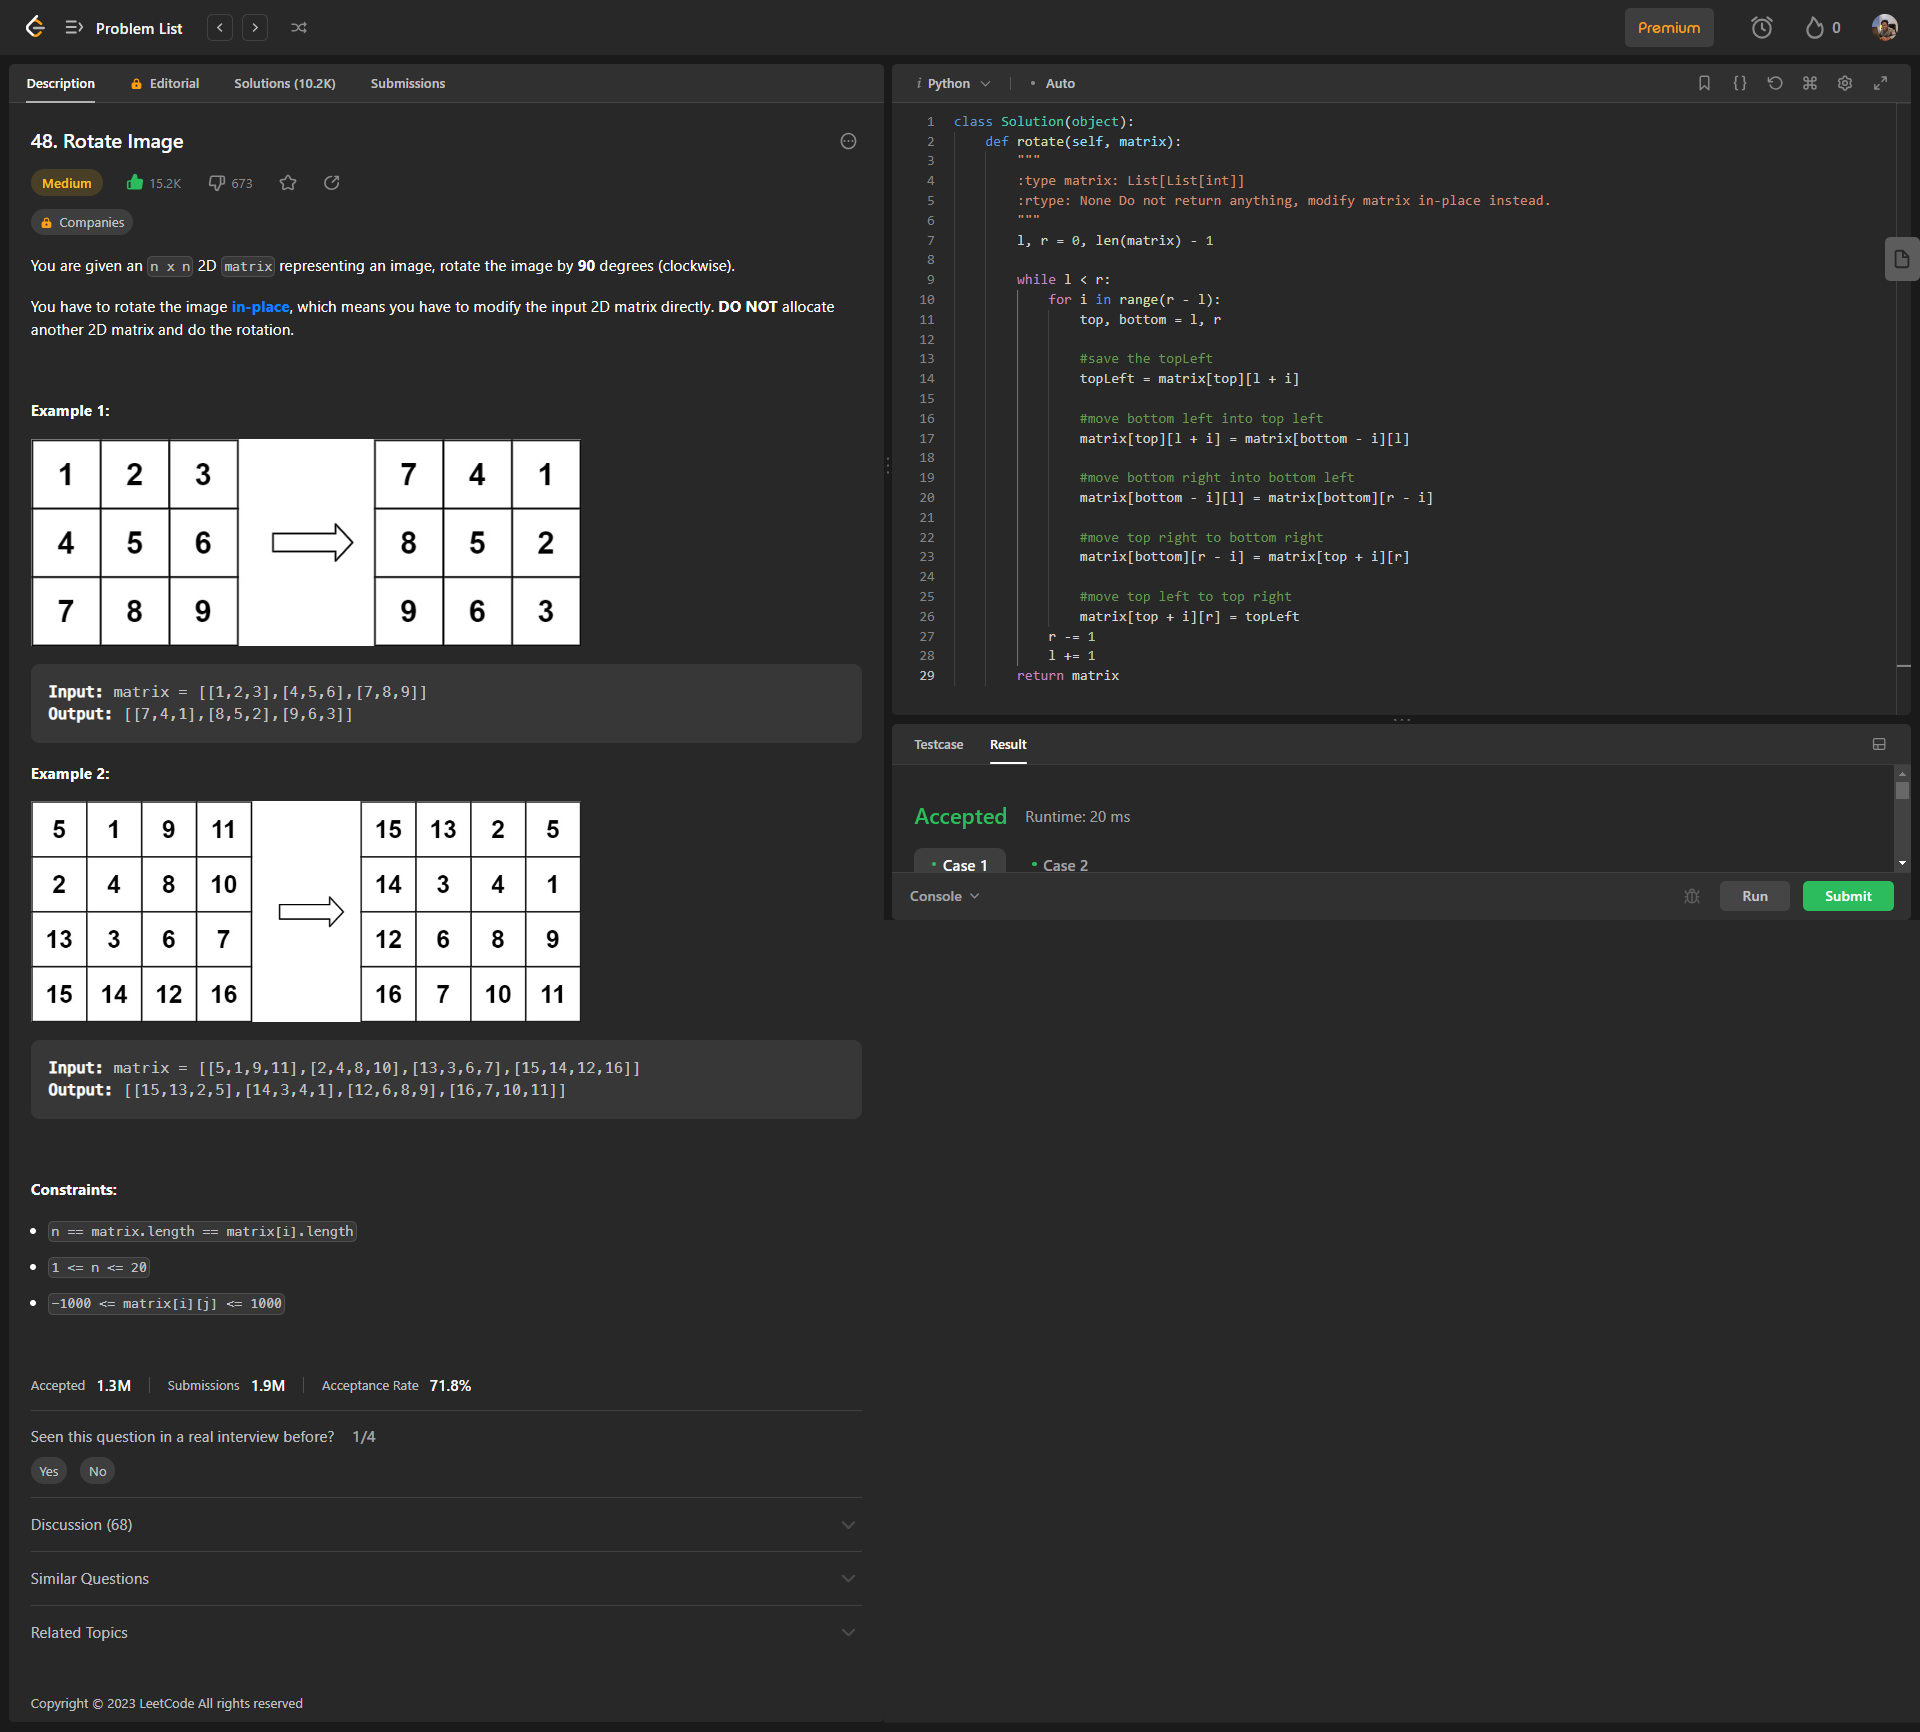 Problem List
Premium
0
Description
Editorial
Solutions (10.2K)
Submissions
48. Rotate Image
Medium
15.2K
673
Companies
You are given an n x n 2D matrix representing an image, rotate the image by 90 degrees (clockwise).
You have to rotate the image in-place, which means you have to modify the input 2D matrix directly. DO NOT allocate
another 2D matrix and do the rotation.
Example 1:
1 2 3 7 4 1
4 5 6 8 5 2
7 8 9 9 6 3
Input: matrix = [[1,2,3],[4,5,6],[7,8,9]]
Output: [[7,4,1],[8,5,2],[9,6,3]]
Example 2:
5 1 9 11 15 13 2 5
2 4 8 10 14 3 4 1
13 3 6 7 12 6 8 9
15 14 12 16 16 7 10 11
Input: matrix = [[5,1,9,11],[2,4,8,10],[13,3,6,7],[15,14,12,16]]
Output: [[15,13,2,5],[14,3,4,1],[12,6,8,9],[16,7,10,11]]
Constraints:
n == matrix.length == matrix[i].length
1 <= n <= 20
-1000 <= matrix[i][j] <= 1000
Accepted 1.3M
Submissions 1.9M
Acceptance Rate 71.8%
Seen this question in a real interview before? 1/4
Yes
No
Discussion (68)
Similar Questions
Related Topics
Copyright © 2023 LeetCode All rights reserved
i Python
• Auto
1 class Solution(object):
2 def rotate(self, matrix):
3 """
4 :type matrix: List[List[int]]
5 :rtype: None Do not return anything, modify matrix in-place instead.
6 """
7 l, r = 0, len(matrix) - 1
8
9 while l < r:
10 for i in range(r - l):
11 top, bottom = l, r
12
13 #save the topLeft
14 topLeft = matrix[top][l + i]
15
16 #move bottom left into top left
17 matrix[top][l + i] = matrix[bottom - i][l]
18
19 #move bottom right into bottom left
20 matrix[bottom - i][l] = matrix[bottom][r - i]
21
22 #move top right to bottom right
23 matrix[bottom][r - i] = matrix[top + i][r]
24
25 #move top left to top right
26 matrix[top + i][r] = topLeft
27 r -= 1
28 l += 1
29 return matrix
Testcase
Result
Accepted
Runtime: 20 ms
• Case 1
• Case 2
Console
Run
Submit